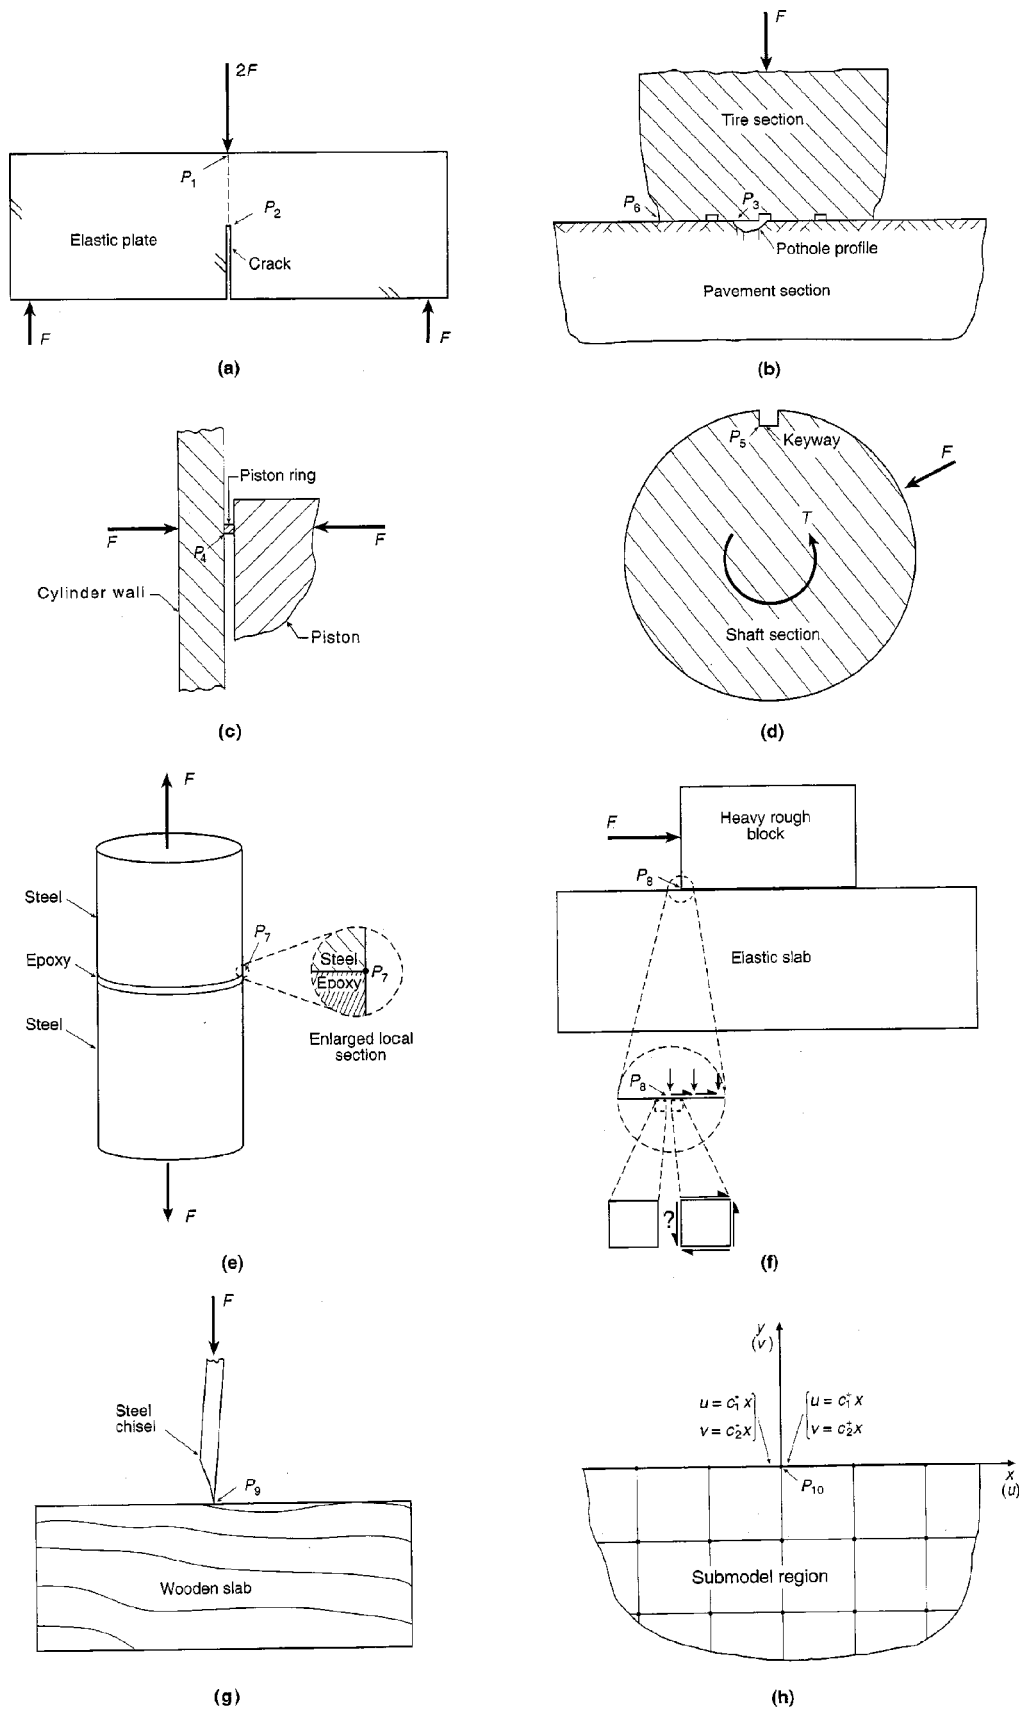 2F
P1
P2
Elastic plate
Crack
F
F
(a)
F
Tire section
P6
P3
Pothole profile
Pavement section
(b)
Piston ring
F
F
P4
Cylinder wall
Piston
(c)
P5
Keyway
F
T
Shaft section
(d)
F
Steel
Epoxy
Steel
P7
Steel
Epoxy
P7
Enlarged local
section
F
(e)
Heavy rough
block
F
P8
Elastic slab
P8
?
(f)
F
Steel
chisel
P9
Wooden slab
(g)
y
(v)
u = c₁⁻ x
v = c₂⁻ x
u = c₁⁺ x
v = c₂⁺ x
x
(u)
P10
Submodel region
(h)